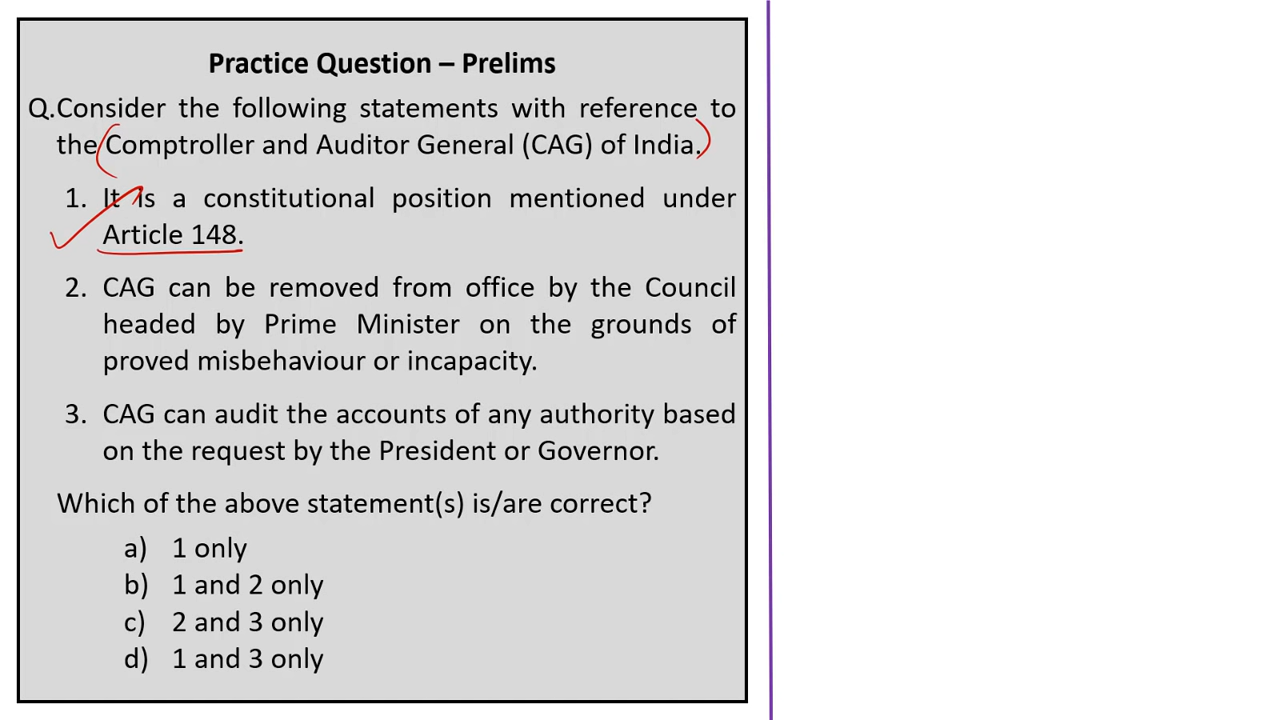 Practice Question – Prelims
Q.Consider the following statements with reference to
the Comptroller and Auditor General (CAG) of India.
1. It is a constitutional position mentioned under
Article 148.
2. CAG can be removed from office by the Council
headed by Prime Minister on the grounds of
proved misbehaviour or incapacity.
3. CAG can audit the accounts of any authority based
on the request by the President or Governor.
Which of the above statement(s) is/are correct?
a) 1 only
b) 1 and 2 only
c) 2 and 3 only
d) 1 and 3 only